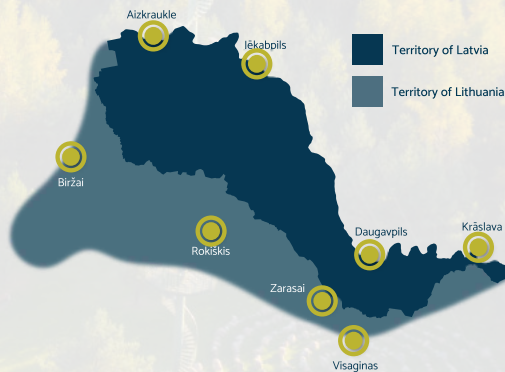 Aizkraukle
Jēkabpils
Territory of Latvia
Territory of Lithuania
Biržai
Rokiškis
Daugavpils
Krāslava
Zarasai
Visaginas